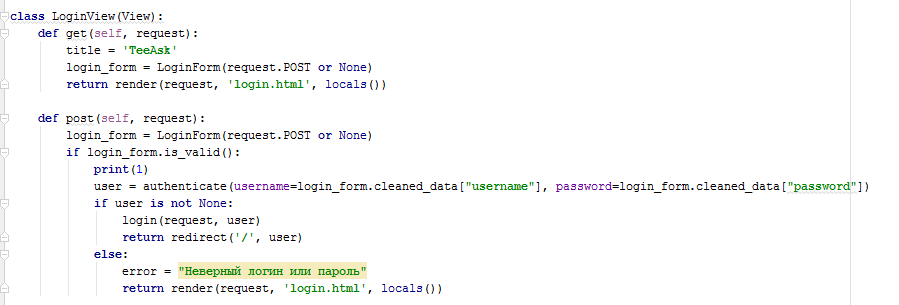 class LoginView(View):
    def get(self, request):
        title = 'TeeAsk'
        login_form = LoginForm(request.POST or None)
        return render(request, 'login.html', locals())

    def post(self, request):
        login_form = LoginForm(request.POST or None)
        if login_form.is_valid():
            print(1)
            user = authenticate(username=login_form.cleaned_data["username"], password=login_form.cleaned_data["password"])
            if user is not None:
                login(request, user)
                return redirect('/', user)
            else:
                error = "Неверный логин или пароль"
                return render(request, 'login.html', locals())